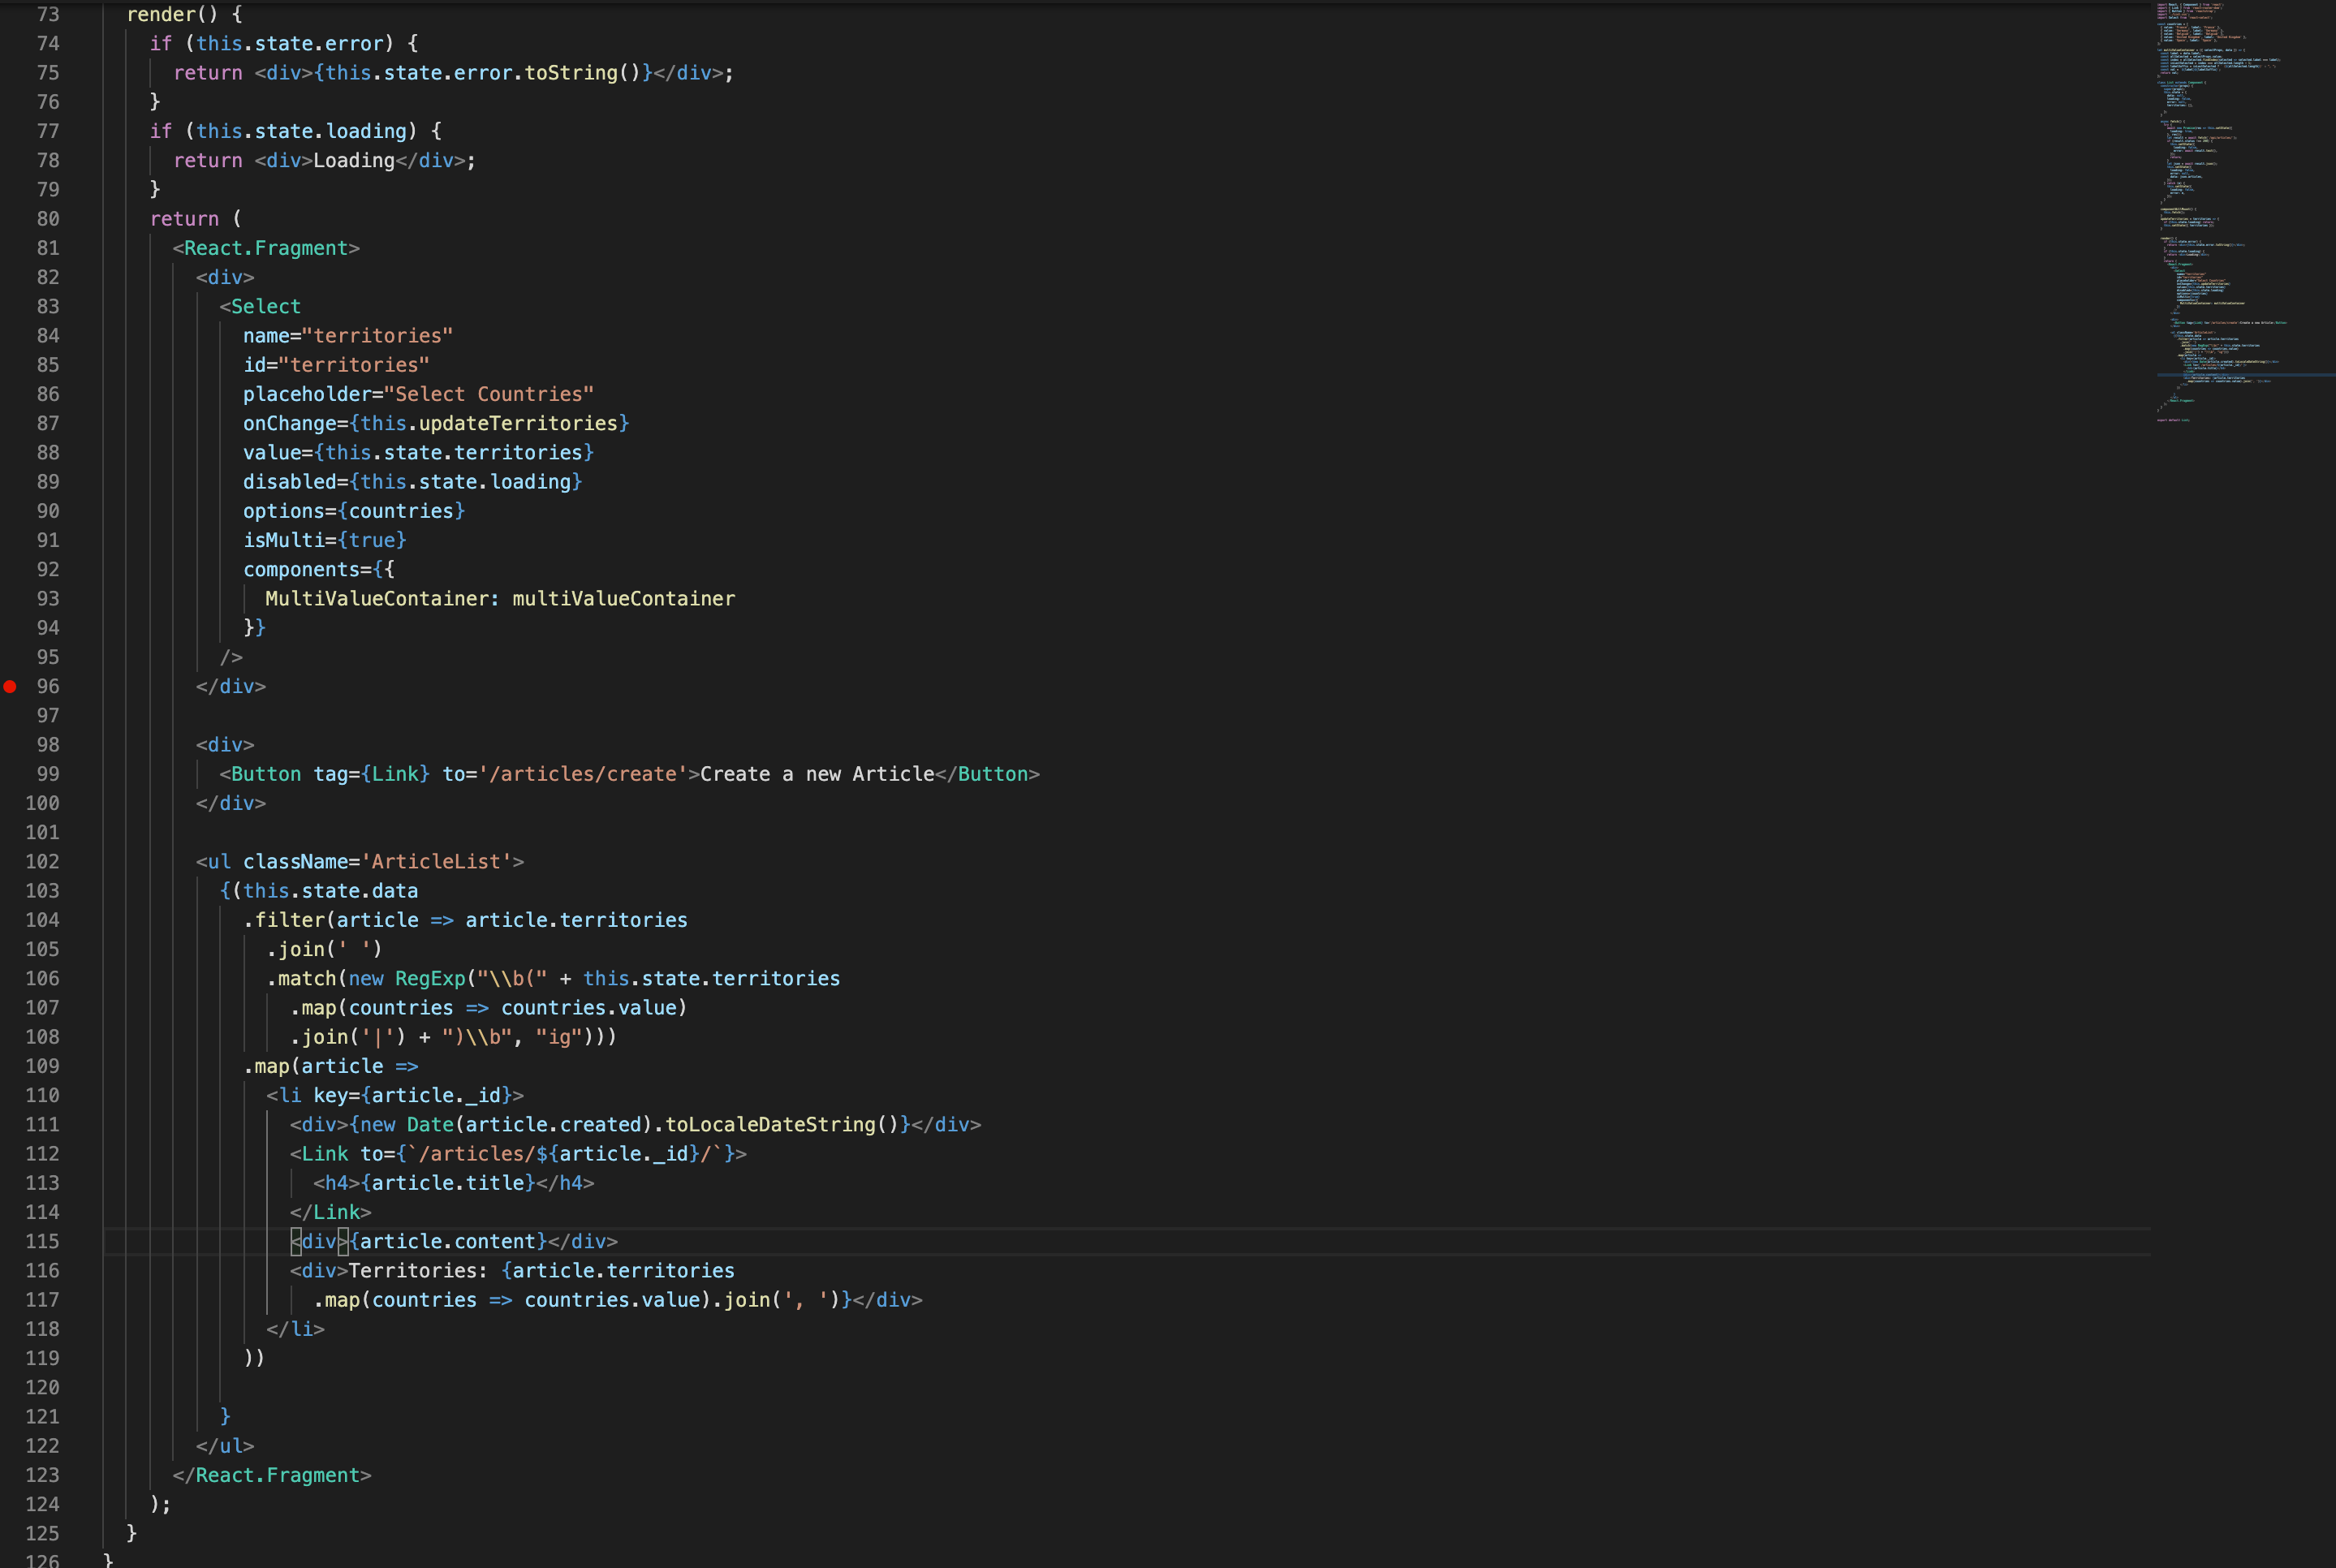 73 render() {
74 if (this.state.error) {
75 return <div>{this.state.error.toString()}</div>;
76 }
77 if (this.state.loading) {
78 return <div>Loading</div>;
79 }
80 return (
81 <React.Fragment>
82 <div>
83 <Select
84 name="territories"
85 id="territories"
86 placeholder="Select Countries"
87 onChange={this.updateTerritories}
88 value={this.state.territories}
89 disabled={this.state.loading}
90 options={countries}
91 isMulti={true}
92 components={{
93 MultiValueContainer: multiValueContainer
94 }}
95 />
96 </div>
97
98 <div>
99 <Button tag={Link} to='/articles/create'>Create a new Article</Button>
100 </div>
101
102 <ul className='ArticleList'>
103 {(this.state.data
104 .filter(article => article.territories
105 .join(' ')
106 .match(new RegExp("\\b(" + this.state.territories
107 .map(countries => countries.value)
108 .join('|') + ")\\b", "ig")))
109 .map(article =>
110 <li key={article._id}>
111 <div>{new Date(article.created).toLocaleDateString()}</div>
112 <Link to={`/articles/${article._id}/`}>
113 <h4>{article.title}</h4>
114 </Link>
115 <div>{article.content}</div>
116 <div>Territories: {article.territories
117 .map(countries => countries.value).join(', ')}</div>
118 </li>
119 ))
120
121 }
122 </ul>
123 </React.Fragment>
124 );
125 }
126 }